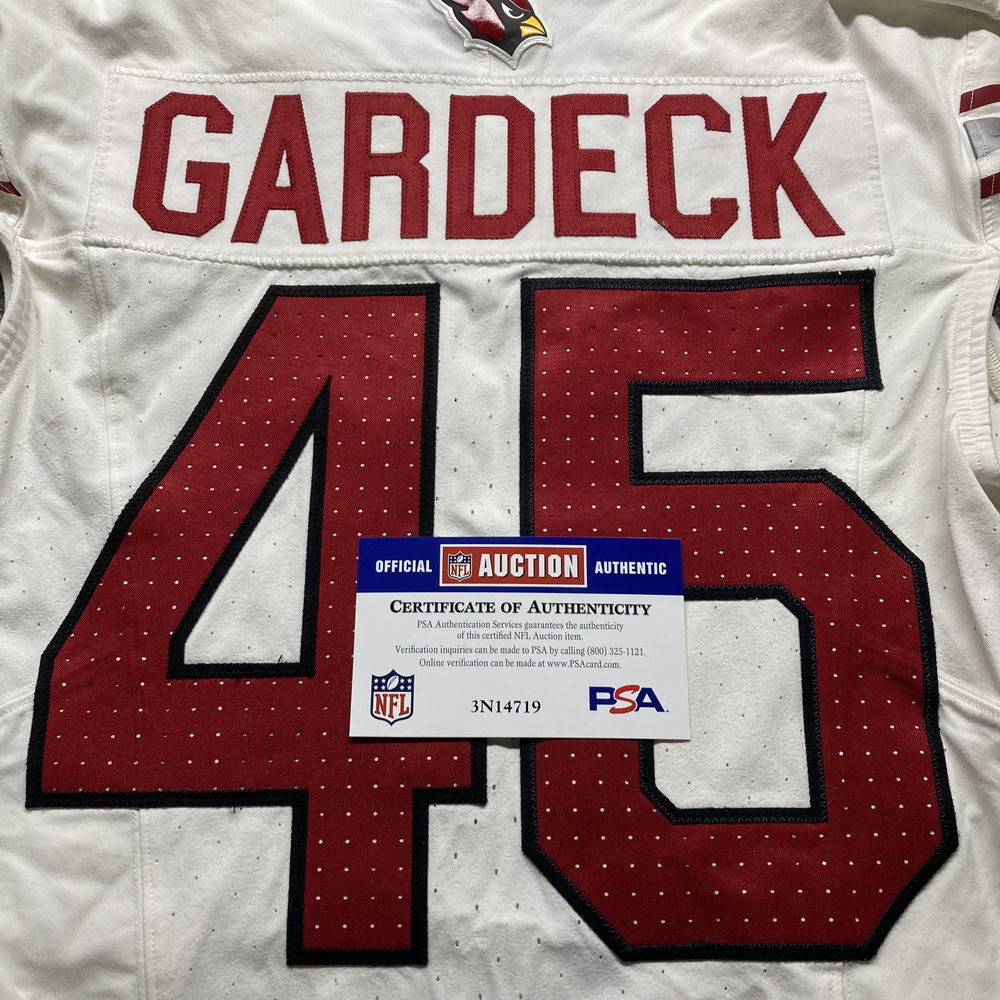 GARDECK
45
OFFICIAL NFL AUCTION AUTHENTIC
CERTIFICATE OF AUTHENTICITY
PSA Authentication Services guarantees the authenticity
of this certified NFL Auction item.
Verification inquiries can be made to PSA by calling (800) 325-1121.
Online verification can be made at www.PSAcard.com.
NFL 3N14719 PSA